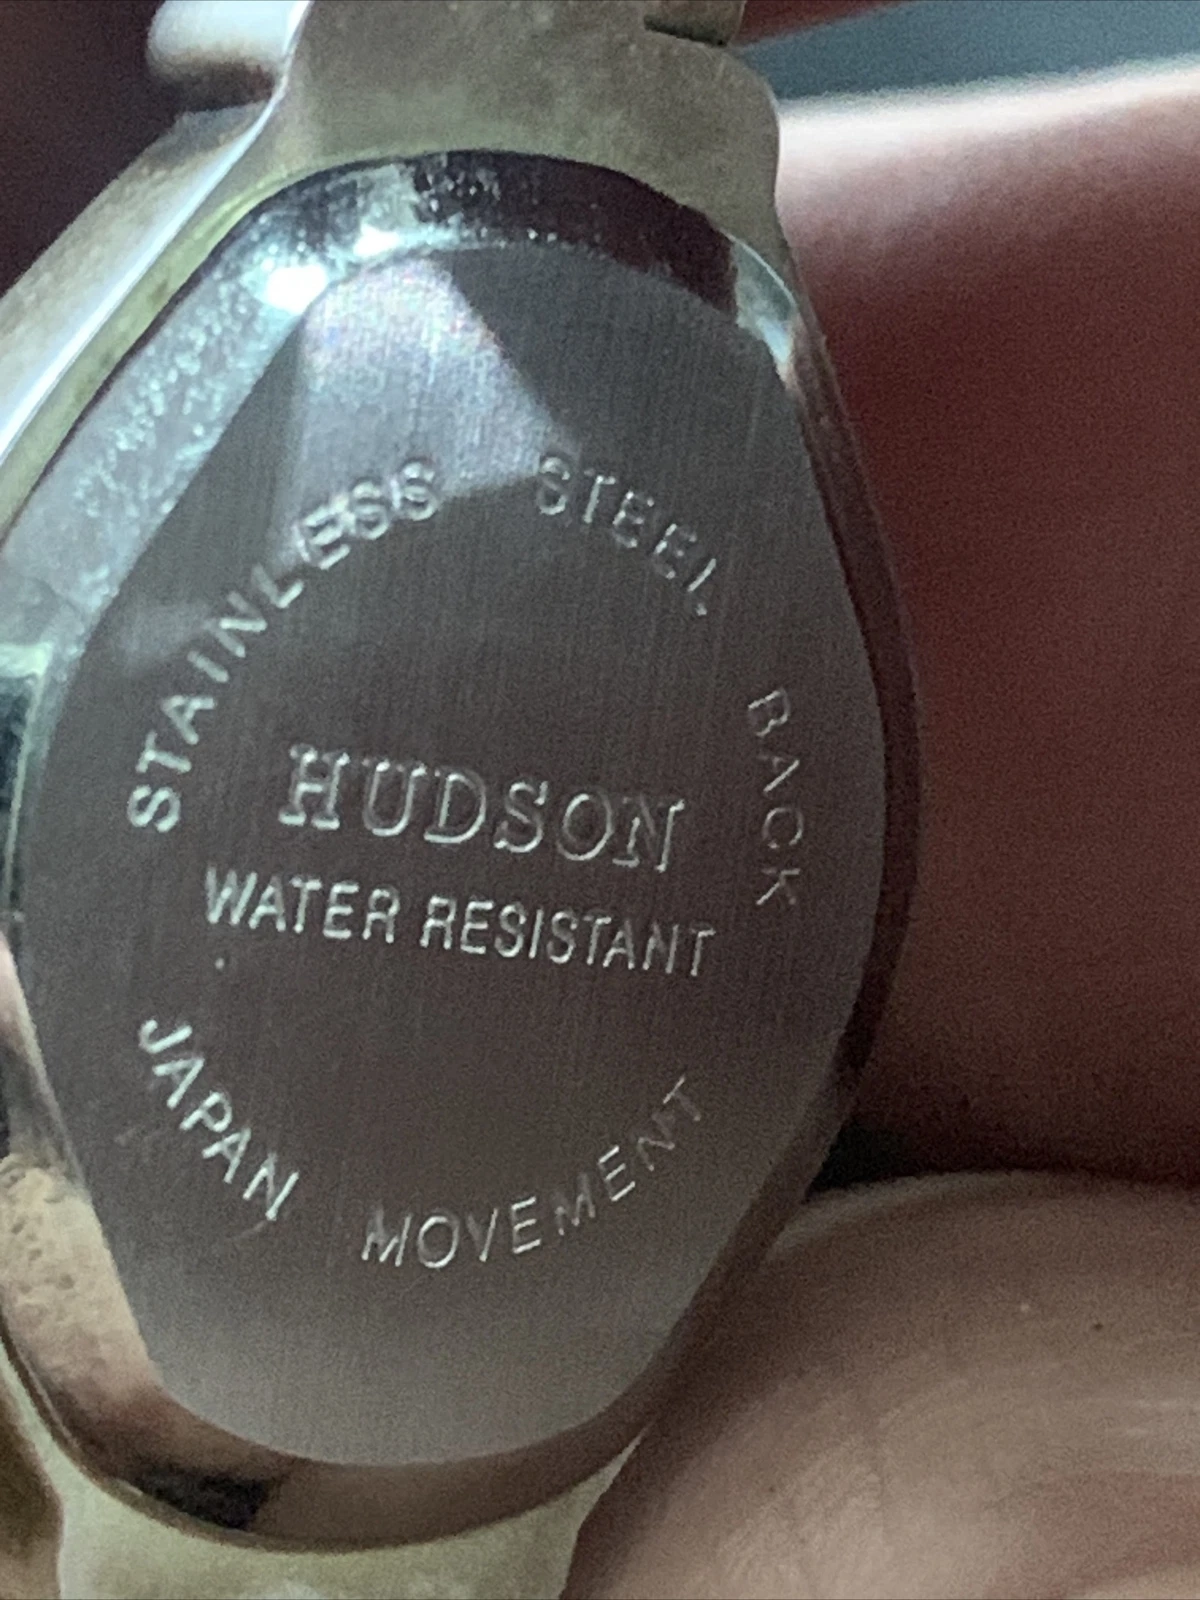 STAINLESS STEEL BACK
HUDSON
WATER RESISTANT
JAPAN MOVEMENT